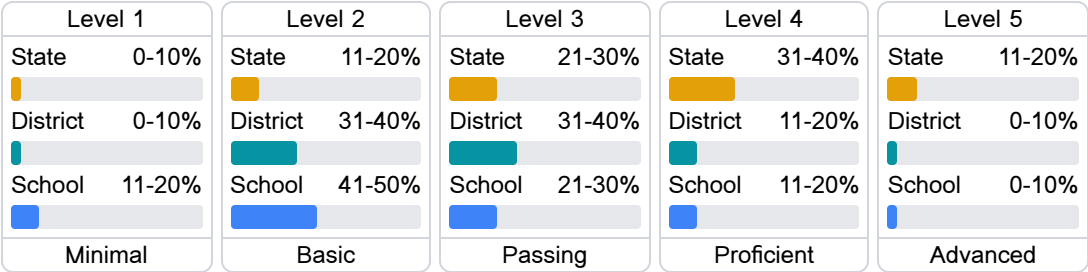 Level 1
State 0-10%
District 0-10%
School 11-20%
Minimal
Level 2
State 11-20%
District 31-40%
School 41-50%
Basic
Level 3
State 21-30%
District 31-40%
School 21-30%
Passing
Level 4
State 31-40%
District 11-20%
School 11-20%
Proficient
Level 5
State 11-20%
District 0-10%
School 0-10%
Advanced